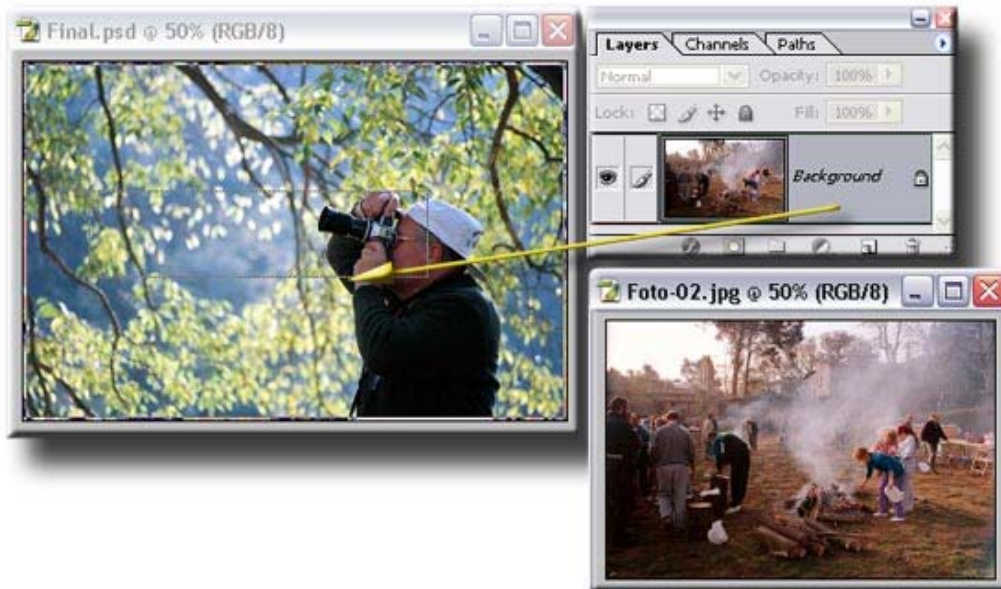 Final.psd @ 50% (RGB/8)
Layers Channels Paths
Normal Opacity: 100%
Lock: Fill: 100%
Background
Foto-02.jpg @ 50% (RGB/8)